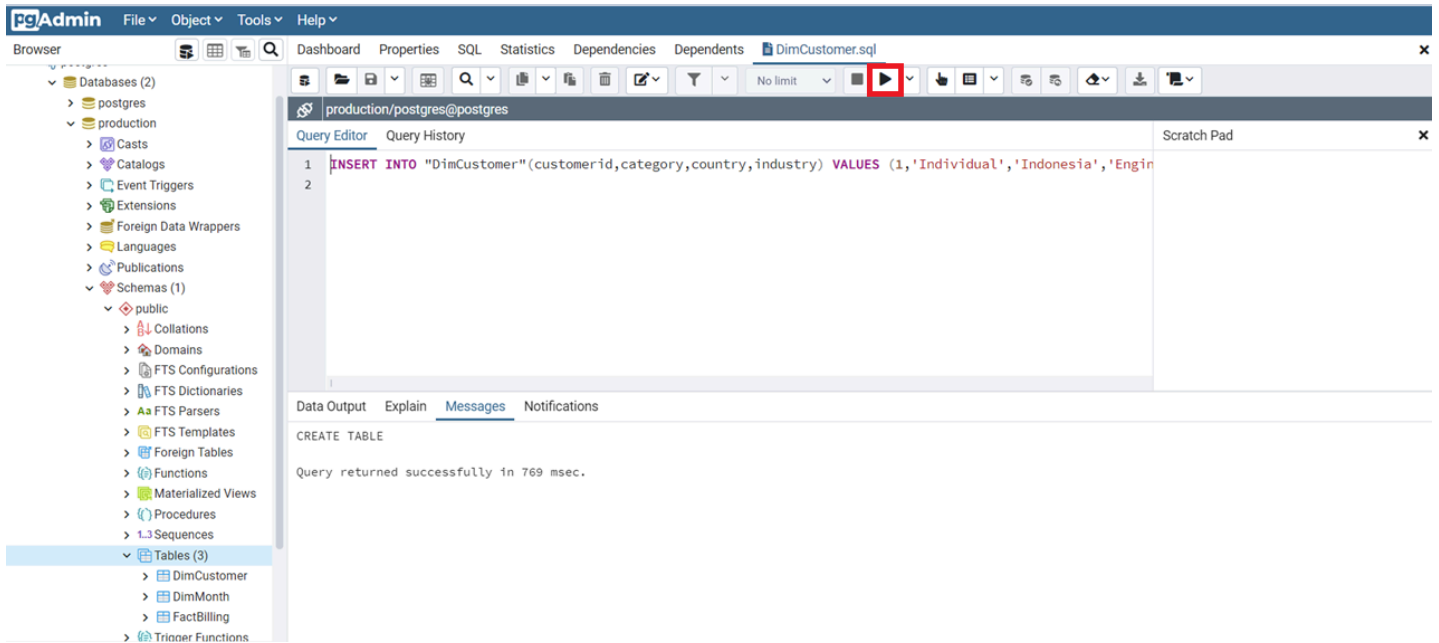 pgAdmin File Object Tools Help
Browser
Dashboard Properties SQL Statistics Dependencies Dependents DimCustomer.sql
No limit
production/postgres@postgres
Query Editor Query History
Scratch Pad
1 INSERT INTO "DimCustomer"(customerid,category,country,industry) VALUES (1,'Individual','Indonesia','Engin
2
Databases (2)
postgres
production
Casts
Catalogs
Event Triggers
Extensions
Foreign Data Wrappers
Languages
Publications
Schemas (1)
public
Collations
Domains
FTS Configurations
FTS Dictionaries
Aa FTS Parsers
FTS Templates
Foreign Tables
Functions
Materialized Views
Procedures
1..3 Sequences
Tables (3)
DimCustomer
DimMonth
FactBilling
Trigger Functions
Data Output Explain Messages Notifications
CREATE TABLE
Query returned successfully in 769 msec.